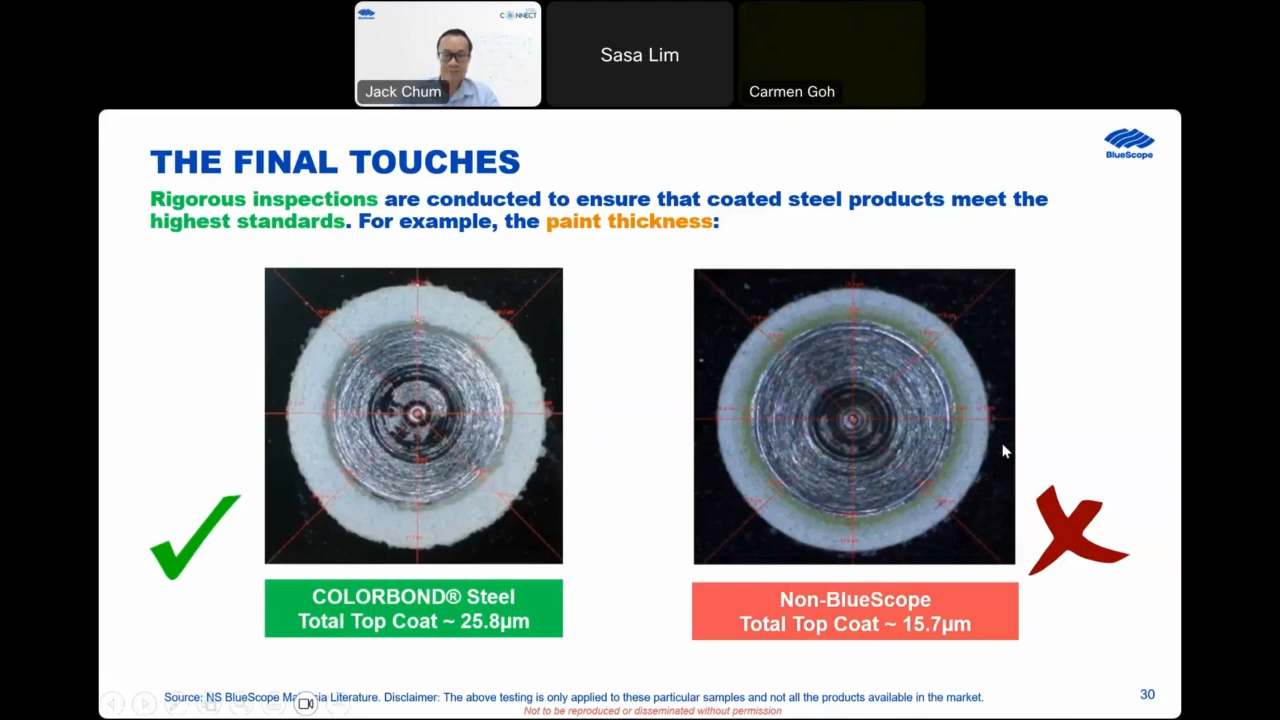 BlueScope
CONNECT
Jack Chum
Sasa Lim
Carmen Goh
THE FINAL TOUCHES
BlueScope
Rigorous inspections are conducted to ensure that coated steel products meet the
highest standards. For example, the paint thickness:
COLORBOND® Steel
Total Top Coat ~ 25.8µm
Non-BlueScope
Total Top Coat ~ 15.7µm
Source: NS BlueScope Malaysia Literature. Disclaimer: The above testing is only applied to these particular samples and not all the products available in the market.
30
Not to be reproduced or disseminated without permission